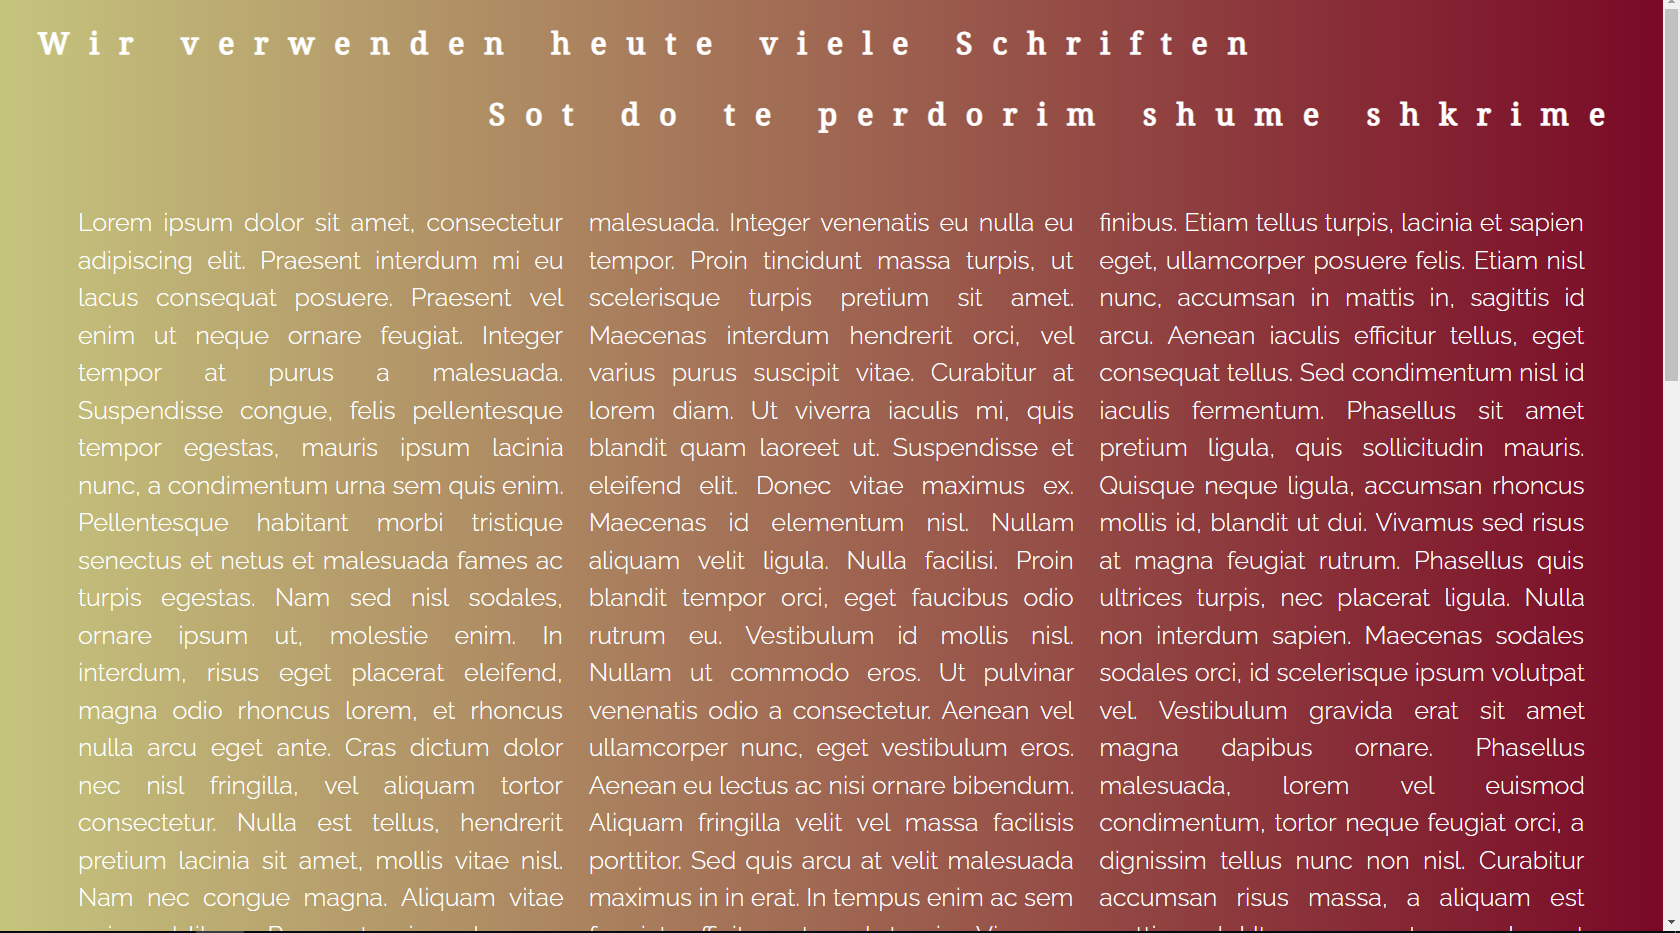 Wir verwenden heute viele Schriften
Sot do te perdorim shume shkrime
Lorem ipsum dolor sit amet, consectetur
adipiscing elit. Praesent interdum mi eu
lacus consequat posuere. Praesent vel
enim ut neque ornare feugiat. Integer
tempor at purus a malesuada.
Suspendisse congue, felis pellentesque
tempor egestas, mauris ipsum lacinia
nunc, a condimentum urna sem quis enim.
Pellentesque habitant morbi tristique
senectus et netus et malesuada fames ac
turpis egestas. Nam sed nisl sodales,
ornare ipsum ut, molestie enim. In
interdum, risus eget placerat eleifend,
magna odio rhoncus lorem, et rhoncus
nulla arcu eget ante. Cras dictum dolor
nec nisl fringilla, vel aliquam tortor
consectetur. Nulla est tellus, hendrerit
pretium lacinia sit amet, mollis vitae nisl.
Nam nec congue magna. Aliquam vitae
malesuada. Integer venenatis eu nulla eu
tempor. Proin tincidunt massa turpis, ut
scelerisque turpis pretium sit amet.
Maecenas interdum hendrerit orci, vel
varius purus suscipit vitae. Curabitur at
lorem diam. Ut viverra iaculis mi, quis
blandit quam laoreet ut. Suspendisse et
eleifend elit. Donec vitae maximus ex.
Maecenas id elementum nisl. Nullam
aliquam velit ligula. Nulla facilisi. Proin
blandit tempor orci, eget faucibus odio
rutrum eu. Vestibulum id mollis nisl.
Nullam ut commodo eros. Ut pulvinar
venenatis odio a consectetur. Aenean vel
ullamcorper nunc, eget vestibulum eros.
Aenean eu lectus ac nisi ornare bibendum.
Aliquam fringilla velit vel massa facilisis
porttitor. Sed quis arcu at velit malesuada
maximus in in erat. In tempus enim ac sem
finibus. Etiam tellus turpis, lacinia et sapien
eget, ullamcorper posuere felis. Etiam nisl
nunc, accumsan in mattis in, sagittis id
arcu. Aenean iaculis efficitur tellus, eget
consequat tellus. Sed condimentum nisl id
iaculis fermentum. Phasellus sit amet
pretium ligula, quis sollicitudin mauris.
Quisque neque ligula, accumsan rhoncus
mollis id, blandit ut dui. Vivamus sed risus
at magna feugiat rutrum. Phasellus quis
ultrices turpis, nec placerat ligula. Nulla
non interdum sapien. Maecenas sodales
sodales orci, id scelerisque ipsum volutpat
vel. Vestibulum gravida erat sit amet
magna dapibus ornare. Phasellus
malesuada, lorem vel euismod
condimentum, tortor neque feugiat orci, a
dignissim tellus nunc non nisl. Curabitur
accumsan risus massa, a aliquam est